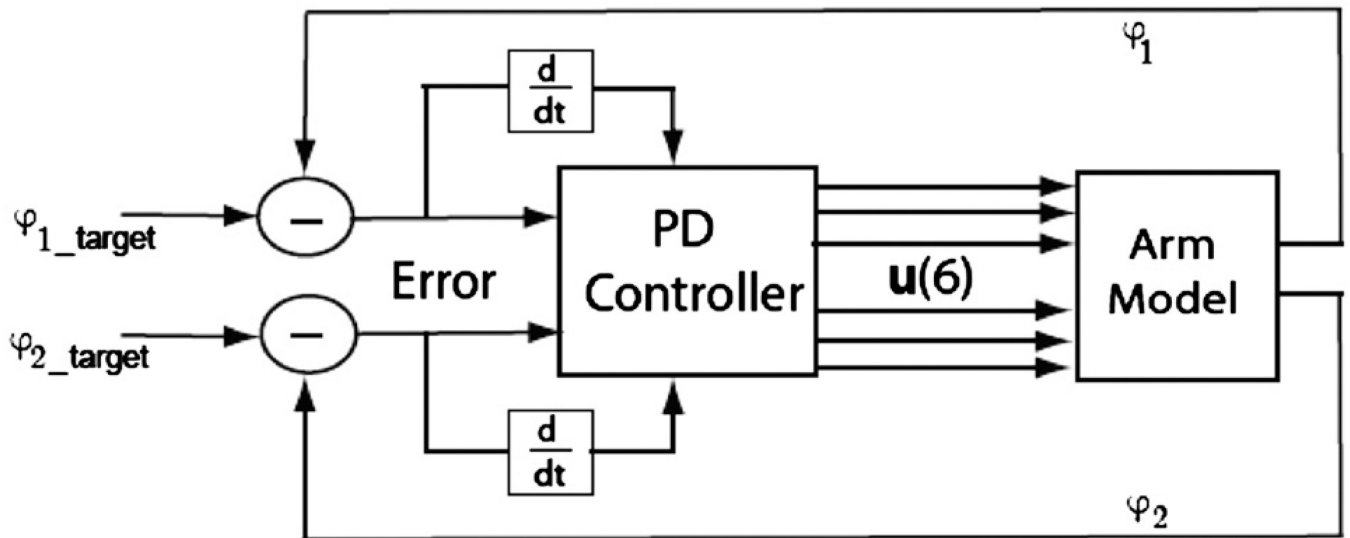 φ1
d
dt
φ1_target
PD
Controller
Error
u(6)
Arm
Model
φ2_target
d
dt
φ2